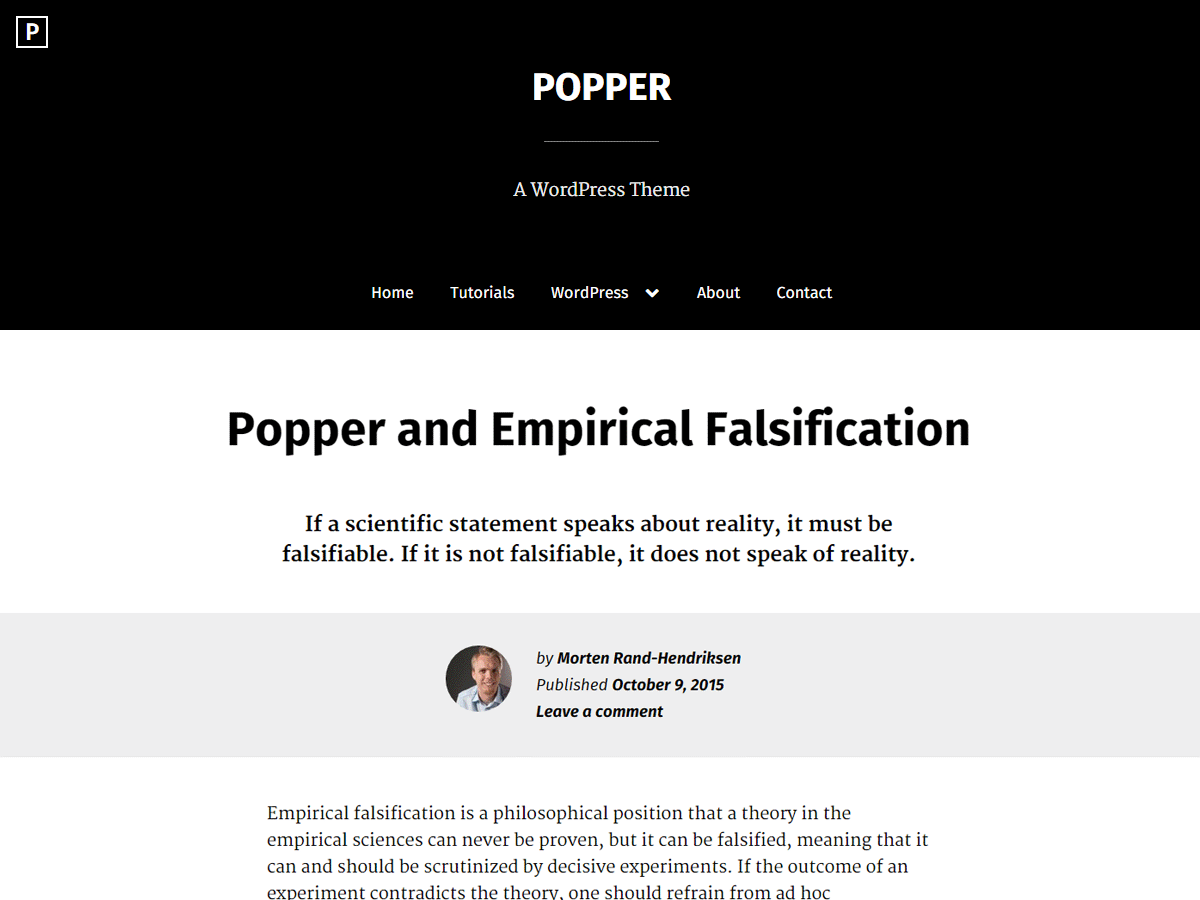 P
POPPER
A WordPress Theme
Home Tutorials WordPress About Contact
Popper and Empirical Falsification
If a scientific statement speaks about reality, it must be
falsifiable. If it is not falsifiable, it does not speak of reality.
by Morten Rand-Hendriksen
Published October 9, 2015
Leave a comment
Empirical falsification is a philosophical position that a theory in the
empirical sciences can never be proven, but it can be falsified, meaning that it
can and should be scrutinized by decisive experiments. If the outcome of an
experiment contradicts the theory, one should refrain from ad hoc